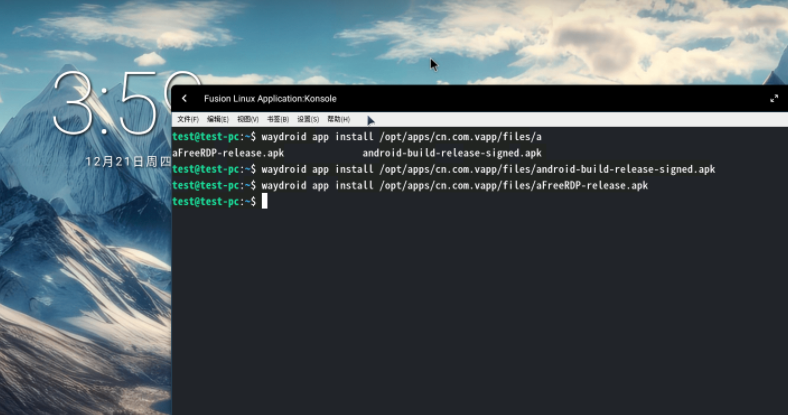 3:59
12月21日周四
Fusion Linux Application:Konsole
文件(F) 编辑(E) 视图(V) 书签(B) 设置(S) 帮助(H)
test@test-pc:~$ waydroid app install /opt/apps/cn.com.vapp/files/a
aFreeRDP-release.apk android-build-release-signed.apk
test@test-pc:~$ waydroid app install /opt/apps/cn.com.vapp/files/android-build-release-signed.apk
test@test-pc:~$ waydroid app install /opt/apps/cn.com.vapp/files/aFreeRDP-release.apk
test@test-pc:~$